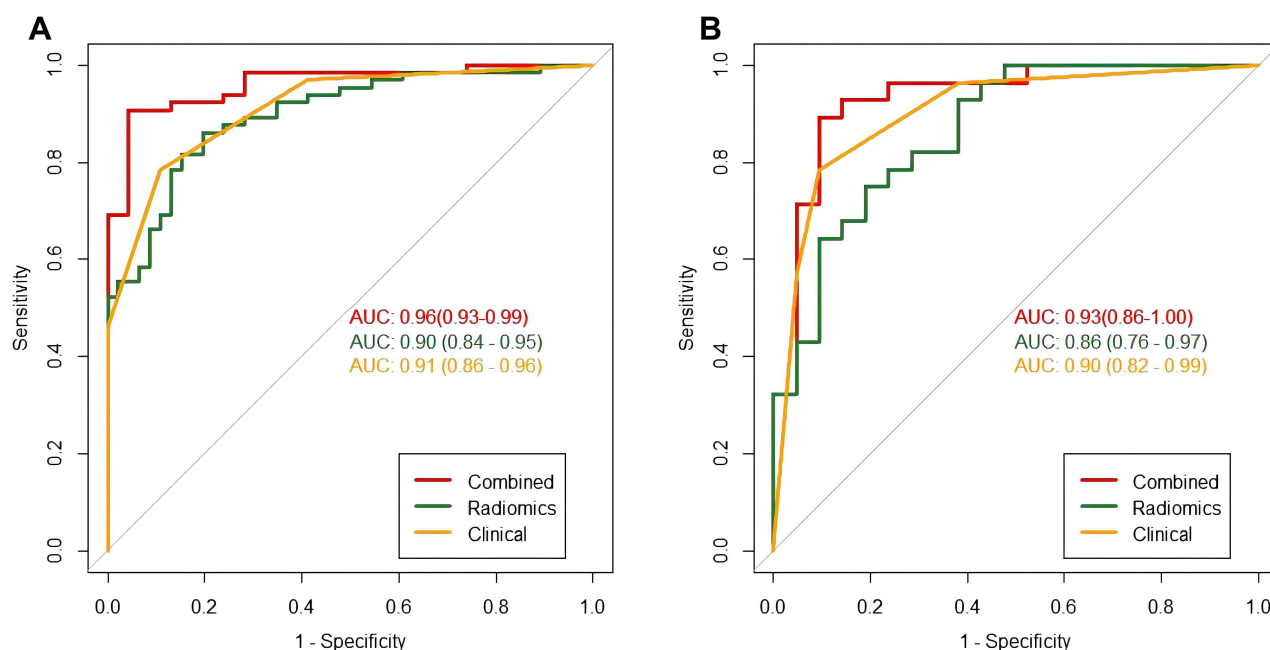 A
1.0
0.8
0.6
0.4
0.2
0.0
Sensitivity
AUC: 0.96(0.93-0.99)
AUC: 0.90 (0.84 - 0.95)
AUC: 0.91 (0.86 - 0.96)
Combined
Radiomics
Clinical
0.0 0.2 0.4 0.6 0.8 1.0
1 - Specificity
B
1.0
0.8
0.6
0.4
0.2
0.0
Sensitivity
AUC: 0.93(0.86-1.00)
AUC: 0.86 (0.76 - 0.97)
AUC: 0.90 (0.82 - 0.99)
Combined
Radiomics
Clinical
0.0 0.2 0.4 0.6 0.8 1.0
1 - Specificity